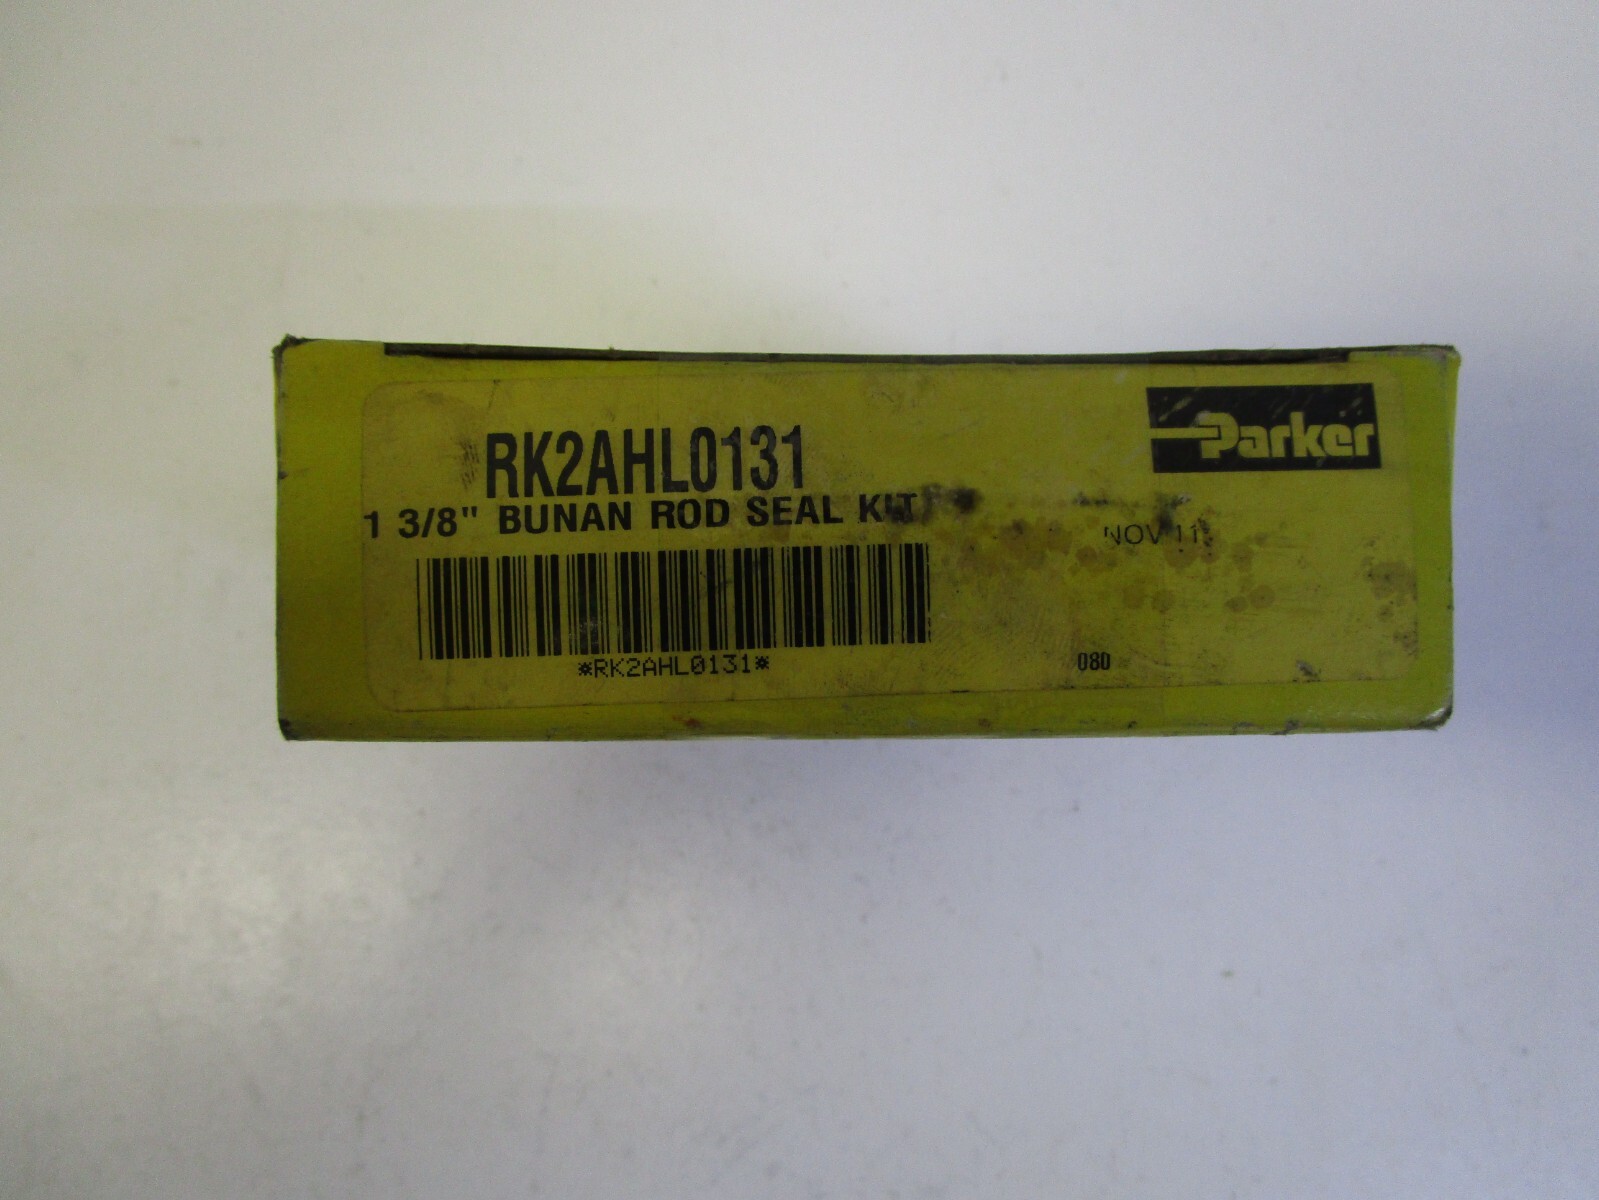 Parker
RK2AHL0131
1 3/8" BUNAN ROD SEAL KIT
NOV 11
*RK2AHL0131*
080